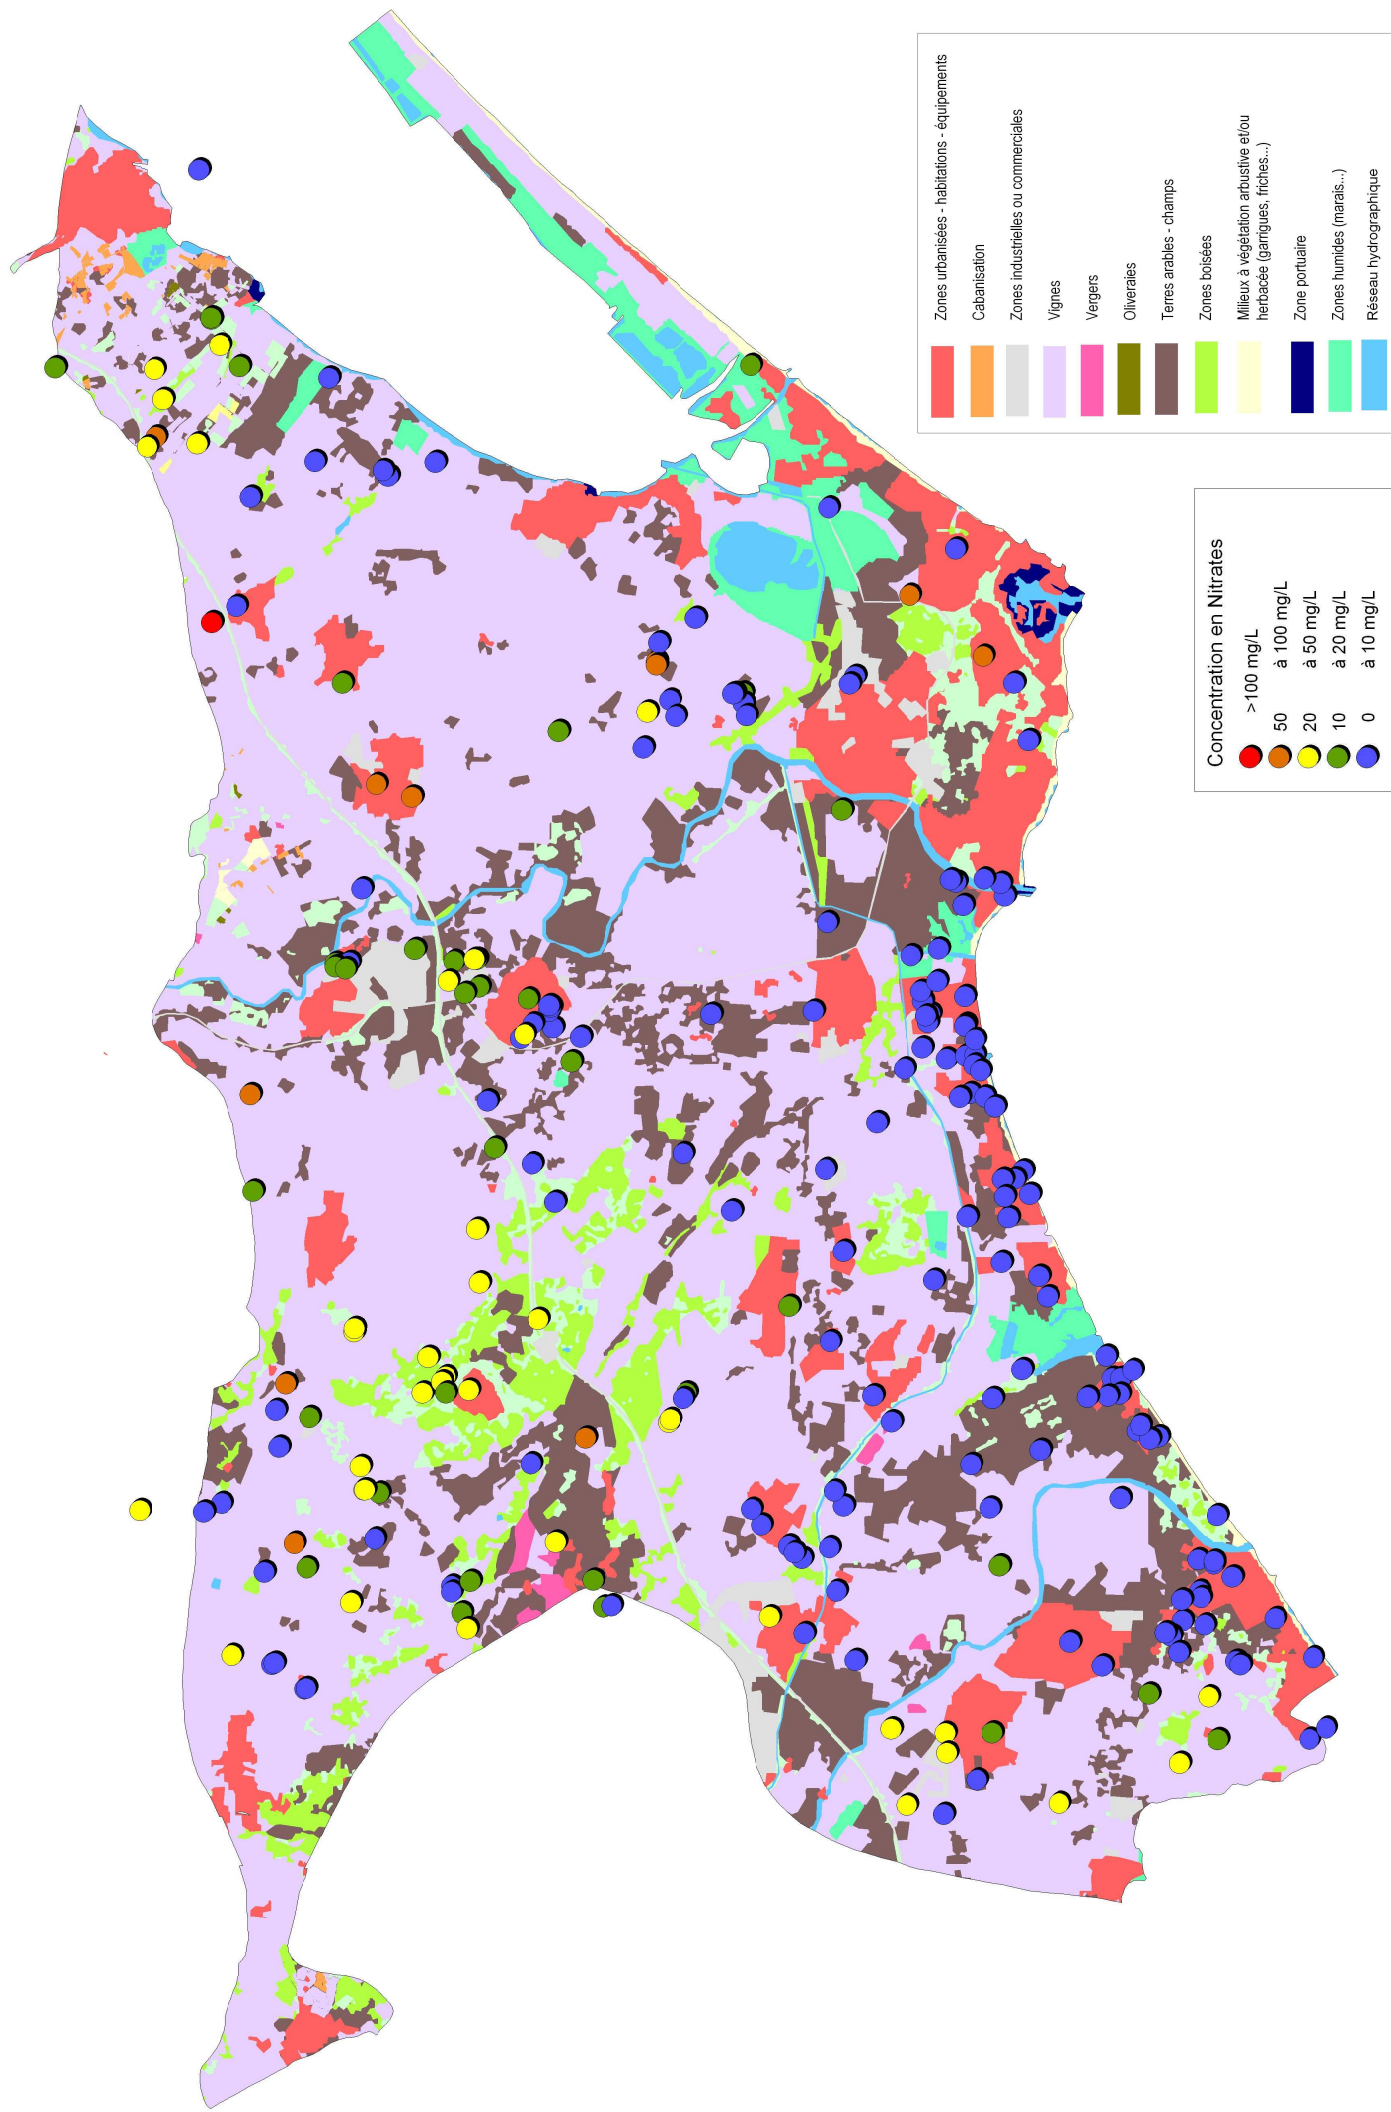 Zones urbanisées - habitations - équipements
Cabanisation
Zones industrielles ou commerciales
Vignes
Vergers
Oliveraies
Terres arables - champs
Zones boisées
Milieux à végétation arbustive et/ou
herbacée (garrigues, friches...)
Zone portuaire
Zones humides (marais...)
Réseau hydrographique
Concentration en Nitrates
>100 mg/L
50 à 100 mg/L
20 à 50 mg/L
10 à 20 mg/L
0 à 10 mg/L